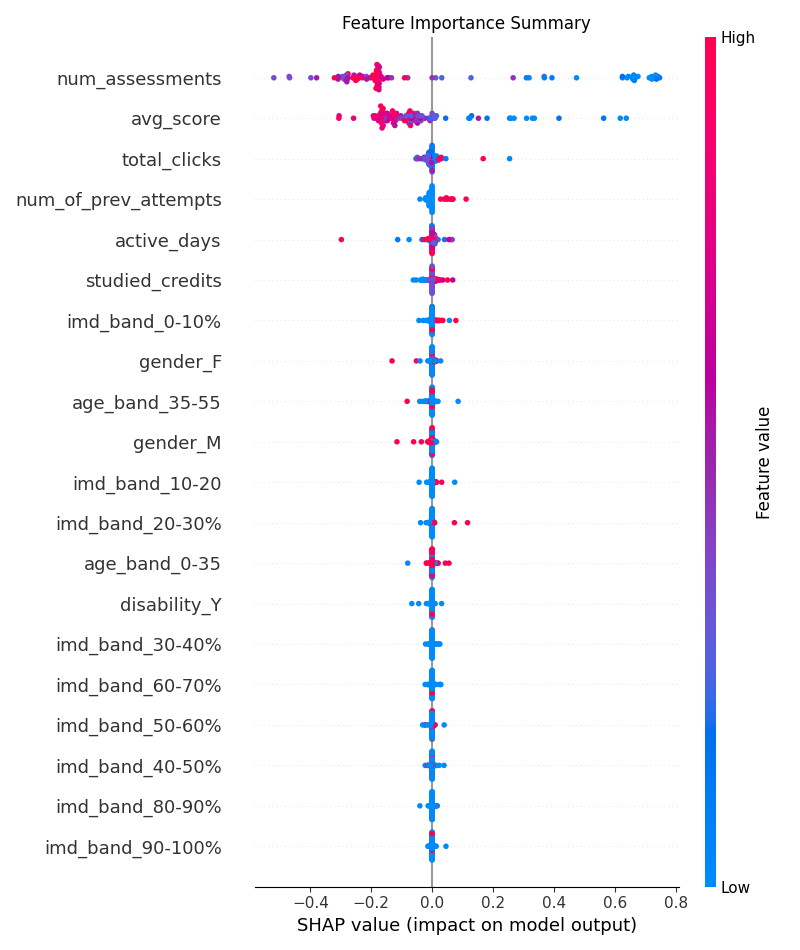 Feature Importance Summary
High
num_assessments
avg_score
total_clicks
num_of_prev_attempts
active_days
studied_credits
imd_band_0-10%
gender_F
age_band_35-55
gender_M
imd_band_10-20
imd_band_20-30%
age_band_0-35
disability_Y
imd_band_30-40%
imd_band_60-70%
imd_band_50-60%
imd_band_40-50%
imd_band_80-90%
imd_band_90-100%
Feature value
Low
−0.4 −0.2 0.0 0.2 0.4 0.6 0.8
SHAP value (impact on model output)